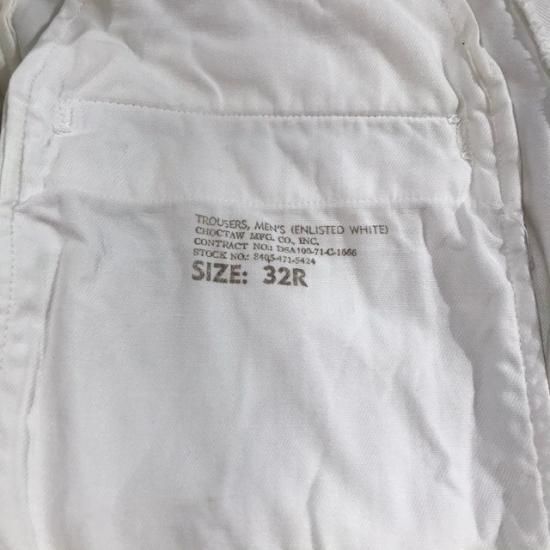 TROUSERS, MEN'S (ENLISTED WHITE)
CHOCTAW MFG. CO., INC.
CONTRACT NO.: DSA100-71-C-1066
STOCK NO.: 8405-471-5424
SIZE: 32R